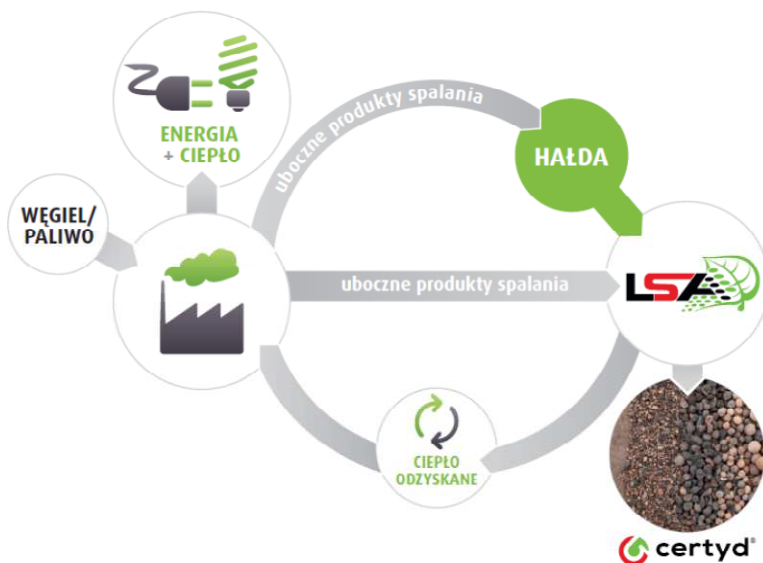 ENERGIA
+ CIEPŁO
uboczne produkty spalania
HAŁDA
WĘGIEL/
PALIWO
uboczne produkty spalania
LSA
CIEPŁO
ODZYSKANE
certyd®